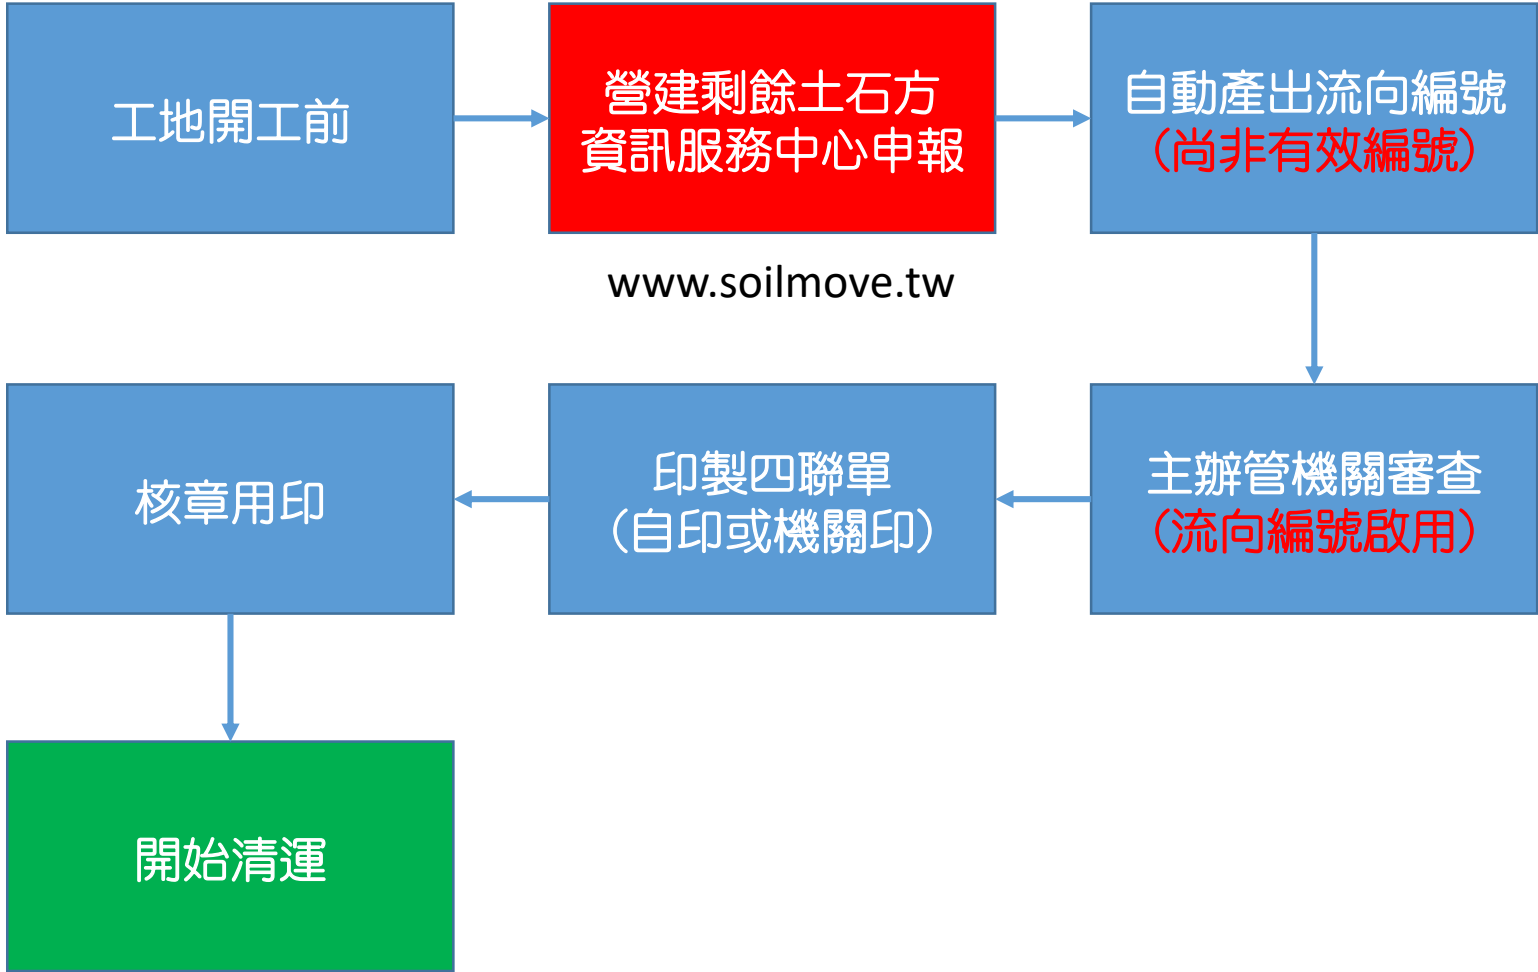 工地開工前
營建剩餘土石方
資訊服務中心申報
自動產出流向編號
(尚非有效編號)
www.soilmove.tw
主辦管機關審查
(流向編號啟用)
印製四聯單
(自印或機關印)
核章用印
開始清運